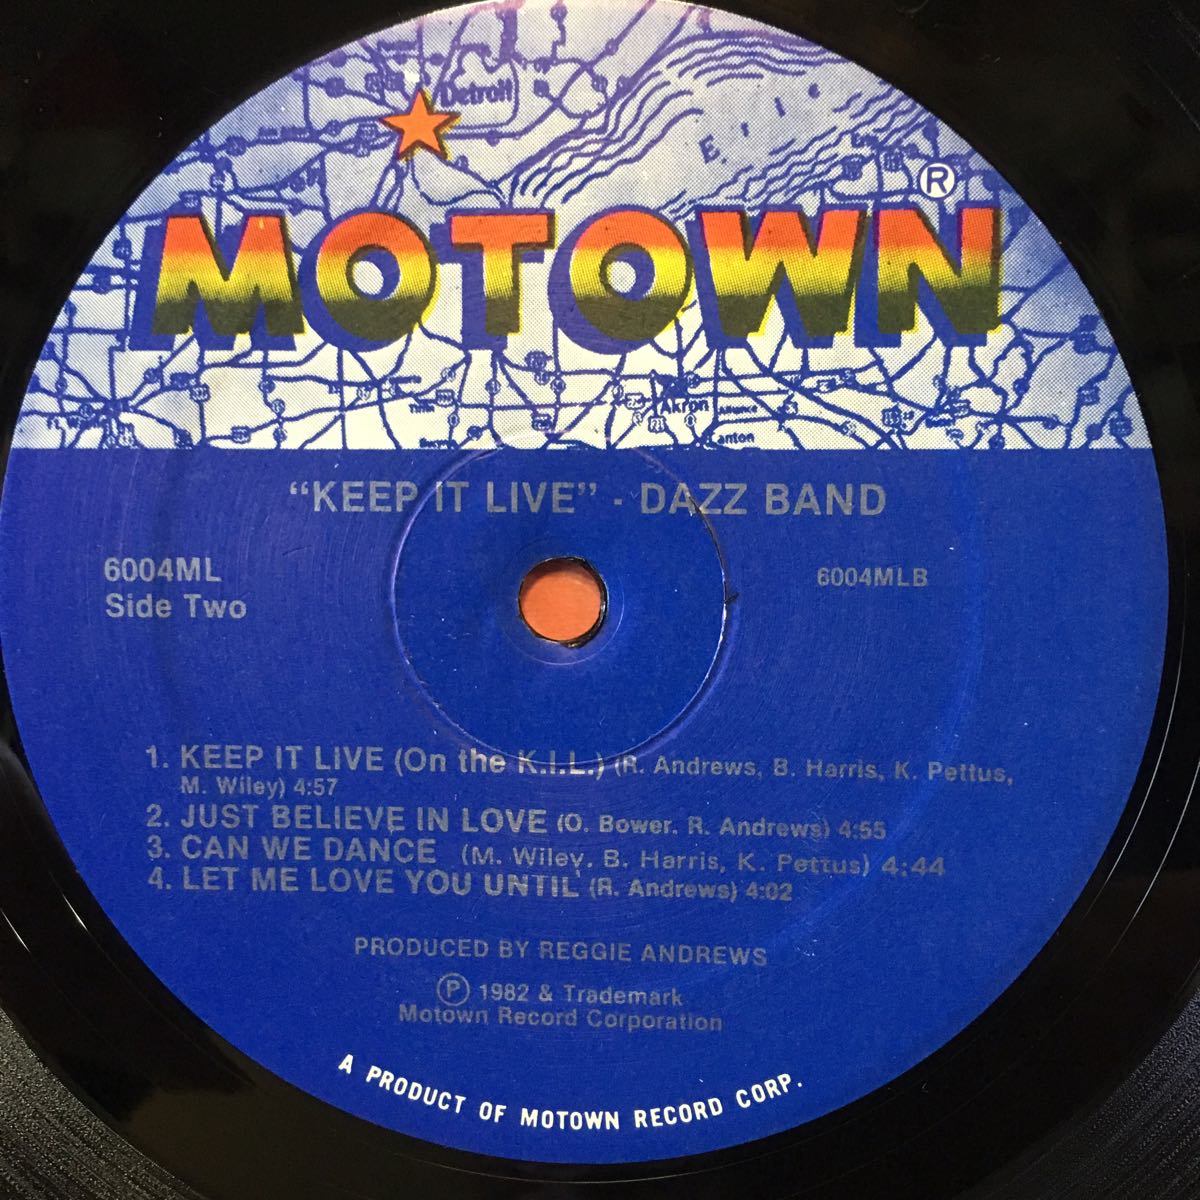 Detroit
Erie
MOTOWN®
Akron
"KEEP IT LIVE" - DAZZ BAND
6004ML
6004MLB
Side Two
1. KEEP IT LIVE (On the K.I.L.) (R. Andrews, B. Harris, K. Pettus,
M. Wiley) 4:57
2. JUST BELIEVE IN LOVE (O. Bower, R. Andrews) 4:55
3. CAN WE DANCE (M. Wiley, B. Harris, K. Pettus) 4:44
4. LET ME LOVE YOU UNTIL (R. Andrews) 4:02
PRODUCED BY REGGIE ANDREWS
Ⓟ 1982 & Trademark
Motown Record Corporation
A PRODUCT OF MOTOWN RECORD CORP.